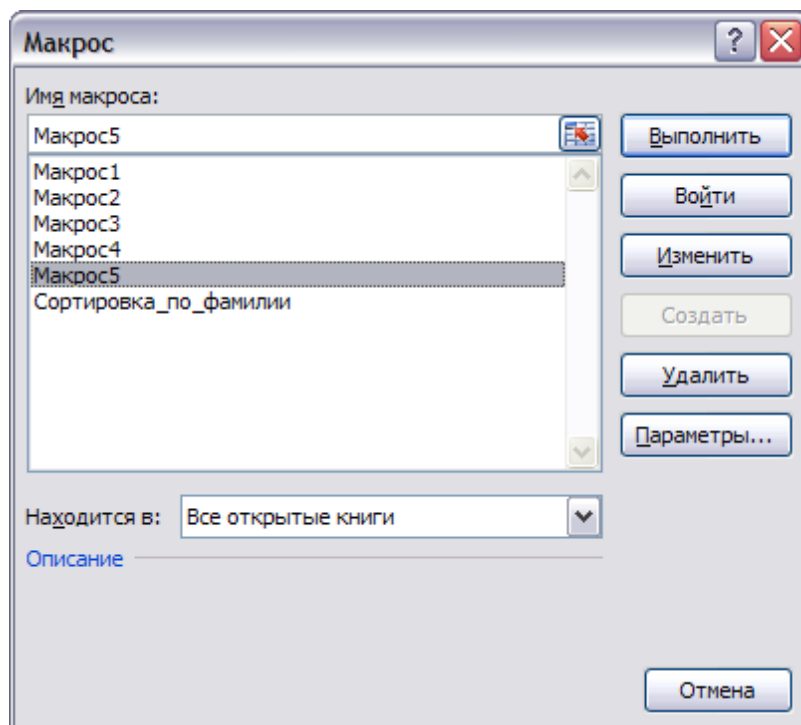 Макрос
Имя макроса:
Макрос5
Макрос1
Макрос2
Макрос3
Макрос4
Макрос5
Сортировка_по_фамилии
Выполнить
Войти
Изменить
Создать
Удалить
Параметры...
Находится в: Все открытые книги
Описание
Отмена